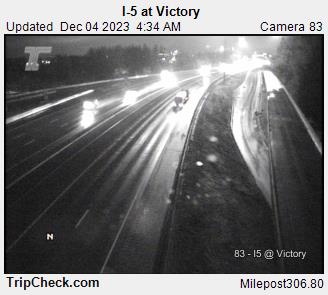 I-5 at Victory
Updated Dec 04 2023 4:34 AM Camera 83
T
N
83 - I5 @ Victory
TripCheck.com Milepost306.80